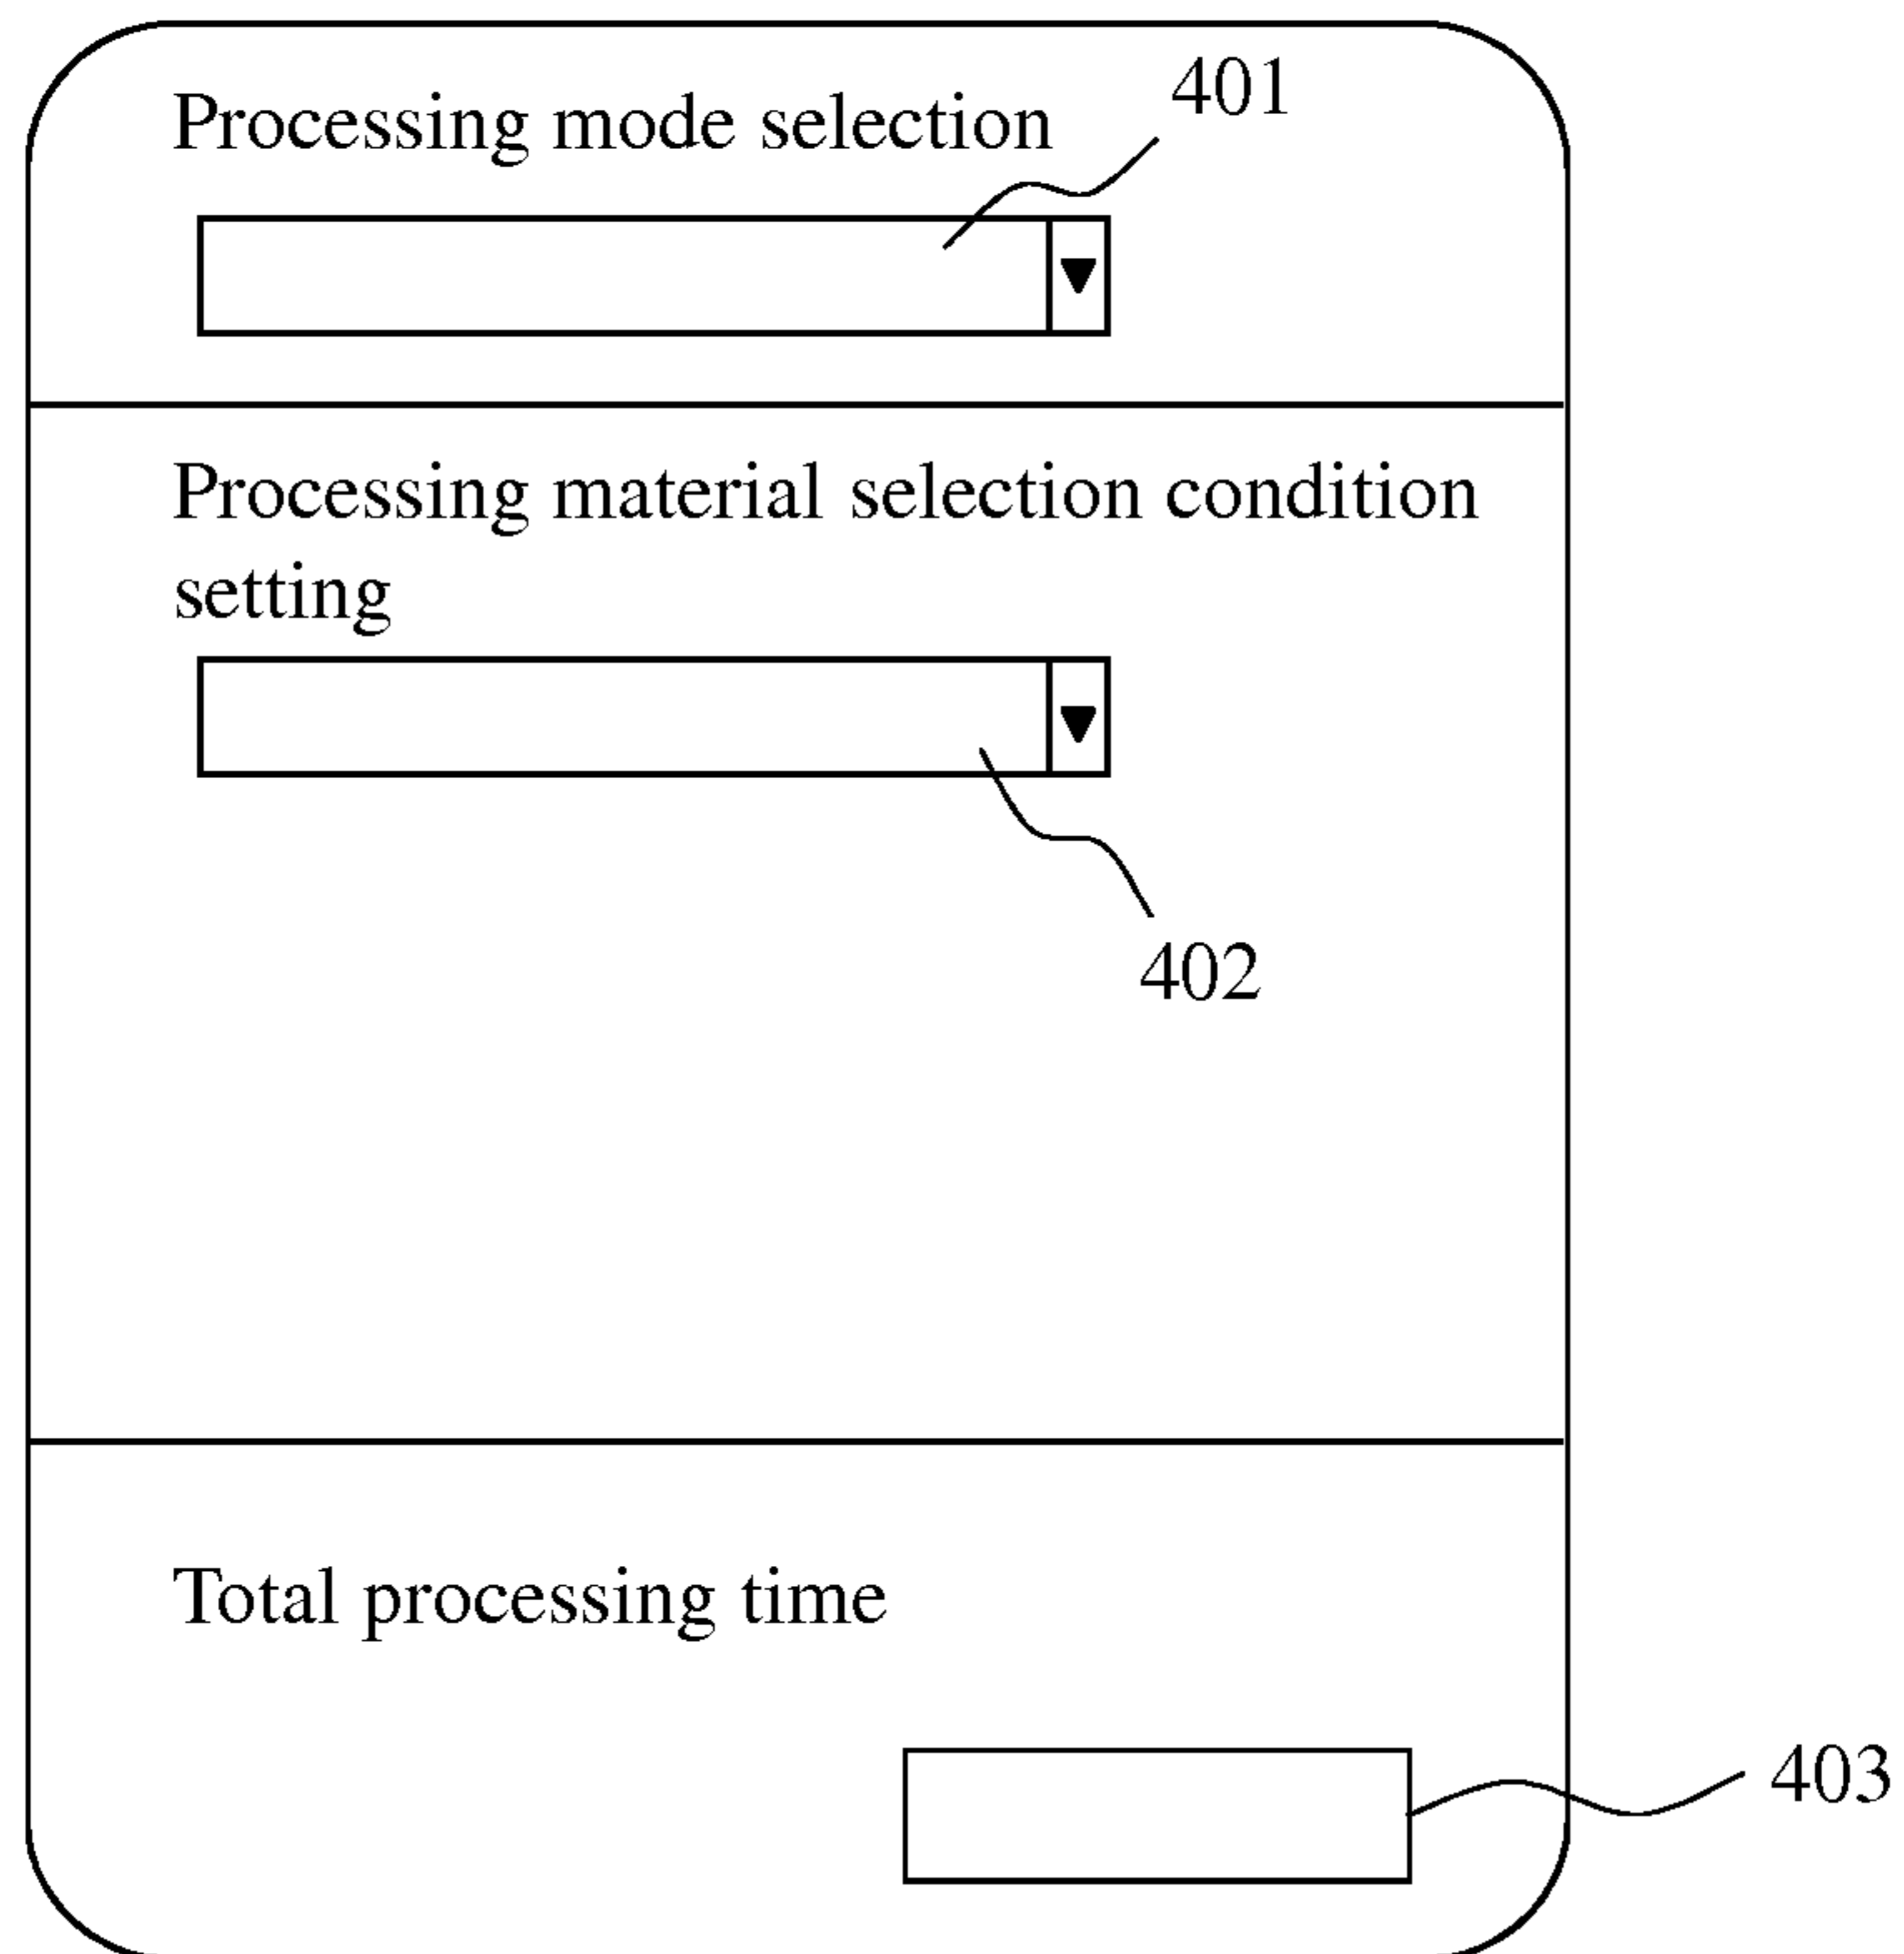 Processing mode selection
401
Processing material selection condition
setting
402
Total processing time
403